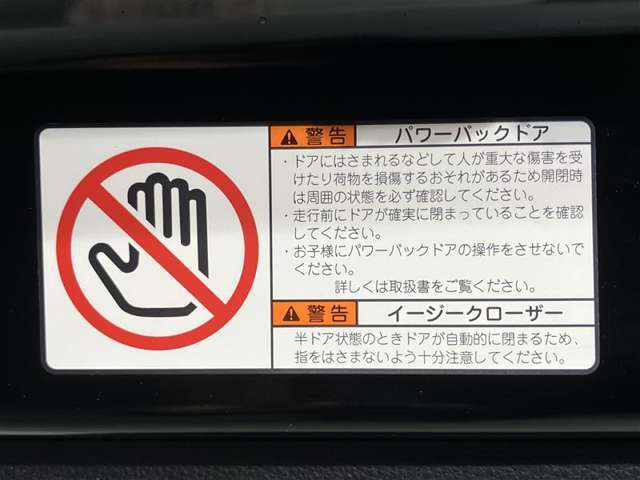 警告 パワーバックドア
・ドアにはさまれるなどして人が重大な傷害を受
けたり荷物を損傷するおそれがあるため開閉時
は周囲の状態を必ず確認してください。
・走行前にドアが確実に閉まっていることを確認
してください。
・お子様にパワーバックドアの操作をさせないで
ください。
詳しくは取扱書をご覧ください。
警告 イージークローザー
半ドア状態のときドアが自動的に閉まるため、
指をはさまないよう十分注意してください。